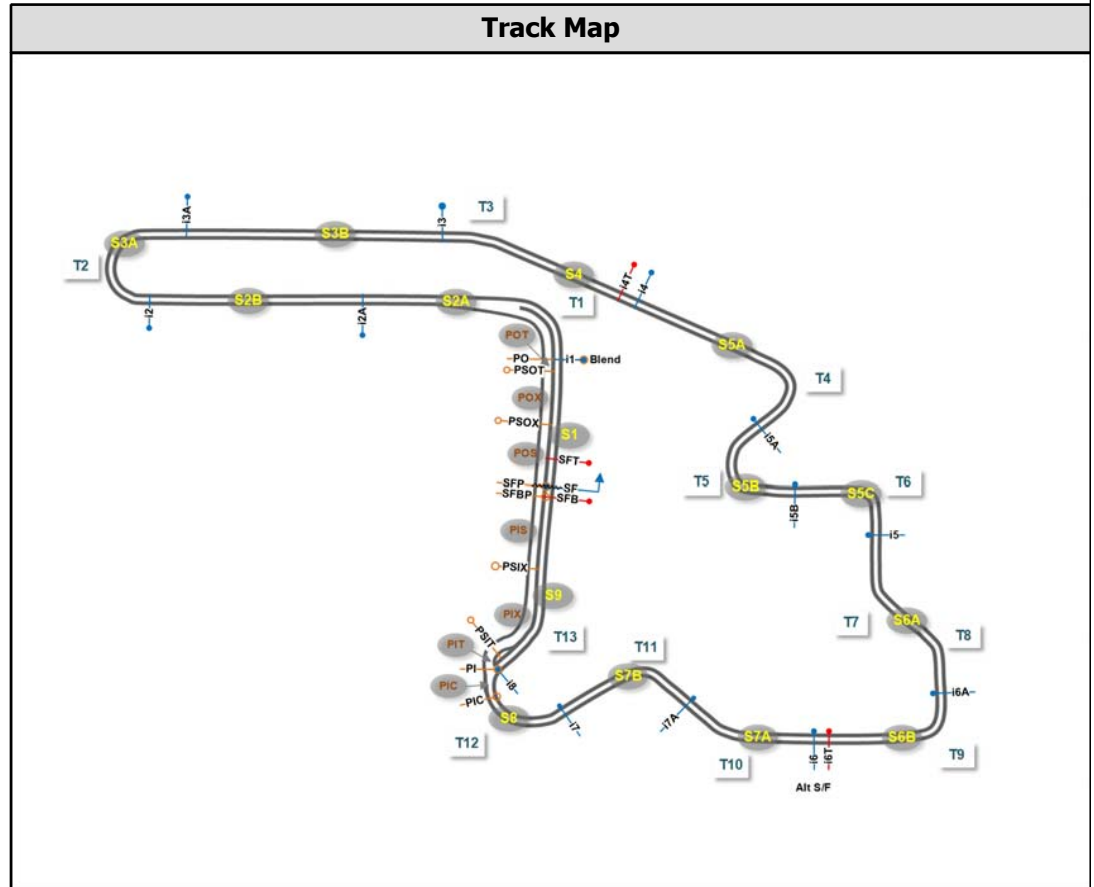 Track Map
i3A
i3
T3
S3A
S3B
T2
S4
i4T
i4
T1
i2
S2B
i2A
S2A
S5A
POT
PO
i1
Blend
PSOT
T4
POX
PSOX
i5A
S1
POS
SFT
SFP
SF
SFBP
SFB
T5
S5B
i5B
S5C
T6
PIS
i5
PSIX
S9
PIX
PSIT
T13
T7
S6A
T8
PIT
PI
T11
S7B
PIC
i8
PIC
i7
i7A
i6A
S8
T12
S7A
T10
i6
i6T
S6B
T9
Alt S/F